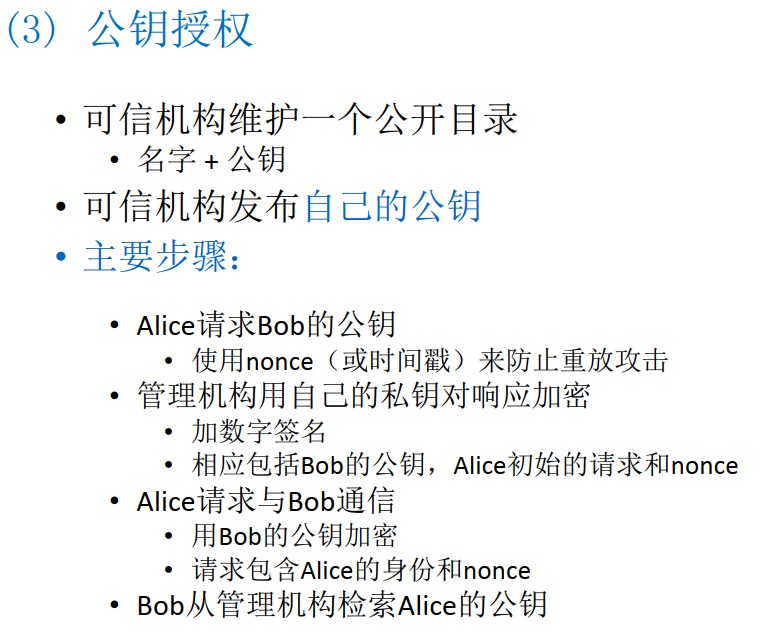 (3) 公钥授权
• 可信机构维护一个公开目录
• 名字 + 公钥
• 可信机构发布自己的公钥
• 主要步骤：
• Alice请求Bob的公钥
• 使用nonce（或时间戳）来防止重放攻击
• 管理机构用自己的私钥对响应加密
• 加数字签名
• 相应包括Bob的公钥，Alice初始的请求和nonce
• Alice请求与Bob通信
• 用Bob的公钥加密
• 请求包含Alice的身份和nonce
• Bob从管理机构检索Alice的公钥